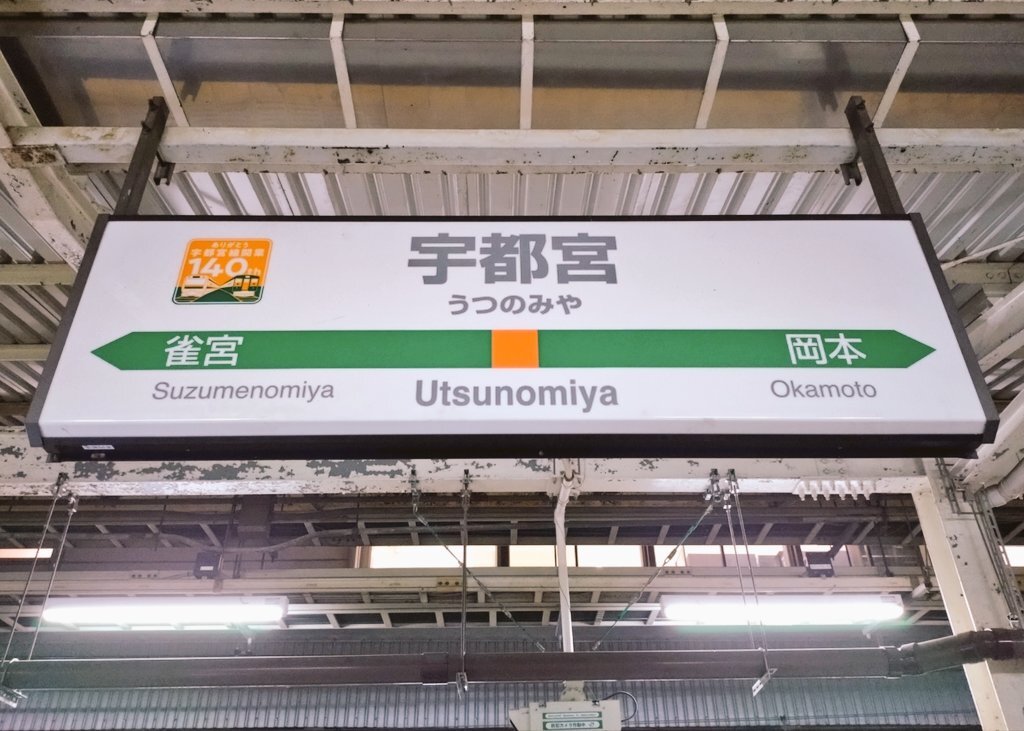 ありがとう
宇都宮線開業
140th
宇都宮
うつのみや
雀宮
岡本
Suzumenomiya
Utsunomiya
Okamoto